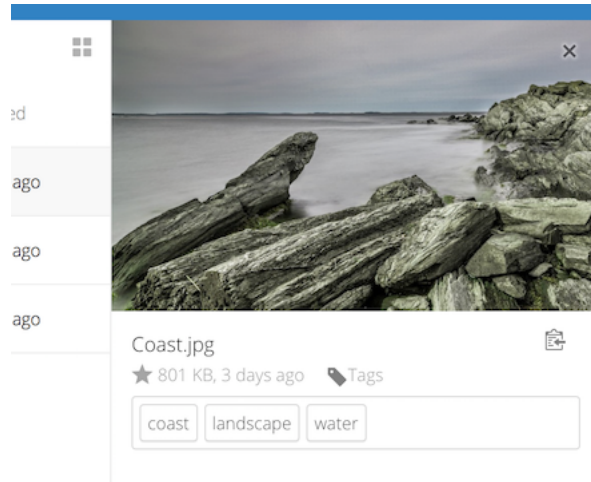 ed
ago
ago
ago
Coast.jpg
801 KB, 3 days ago Tags
coast landscape water